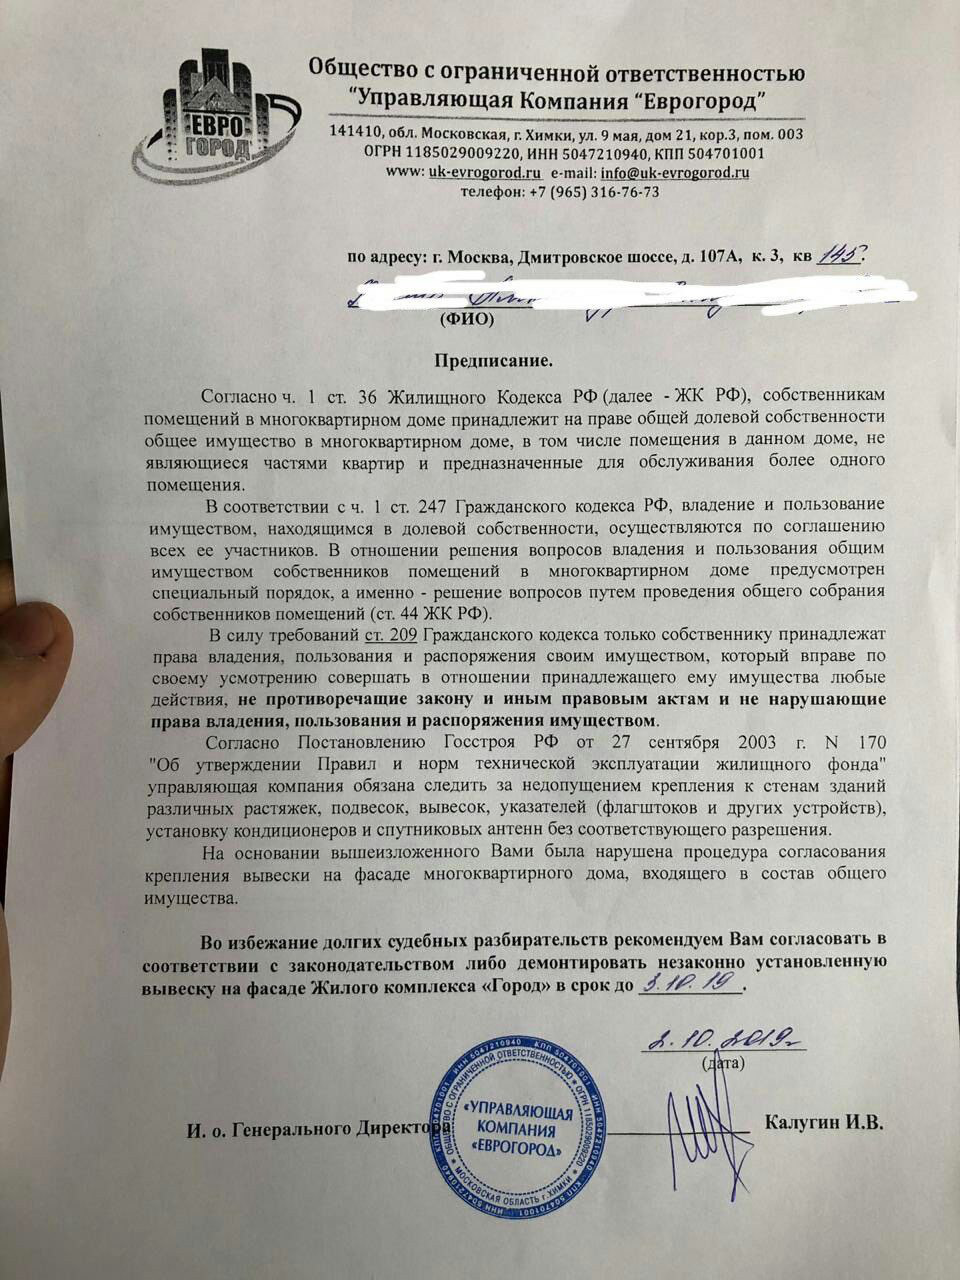 ЕВРО
ГОРОД
Общество с ограниченной ответственностью
"Управляющая Компания "Еврогород"
141410, обл. Московская, г. Химки, ул. 9 мая, дом 21, кор.3, пом. 003
ОГРН 1185029009220, ИНН 5047210940, КПП 504701001
www: uk-evrogorod.ru e-mail: info@uk-evrogorod.ru
телефон: +7 (965) 316-76-73
по адресу: г. Москва, Дмитровское шоссе, д. 107А, к. 3, кв 145.
(ФИО)
Предписание.
Согласно ч. 1 ст. 36 Жилищного Кодекса РФ (далее - ЖК РФ), собственникам
помещений в многоквартирном доме принадлежит на праве общей долевой собственности
общее имущество в многоквартирном доме, в том числе помещения в данном доме, не
являющиеся частями квартир и предназначенные для обслуживания более одного
помещения.
В соответствии с ч. 1 ст. 247 Гражданского кодекса РФ, владение и пользование
имуществом, находящимся в долевой собственности, осуществляются по соглашению
всех ее участников. В отношении решения вопросов владения и пользования общим
имуществом собственников помещений в многоквартирном доме предусмотрен
специальный порядок, а именно - решение вопросов путем проведения общего собрания
собственников помещений (ст. 44 ЖК РФ).
В силу требований ст. 209 Гражданского кодекса только собственнику принадлежат
права владения, пользования и распоряжения своим имуществом, который вправе по
своему усмотрению совершать в отношении принадлежащего ему имущества любые
действия, не противоречащие закону и иным правовым актам и не нарушающие
права владения, пользования и распоряжения имуществом.
Согласно Постановлению Госстроя РФ от 27 сентября 2003 г. N 170
"Об утверждении Правил и норм технической эксплуатации жилищного фонда"
управляющая компания обязана следить за недопущением крепления к стенам зданий
различных растяжек, подвесок, вывесок, указателей (флагштоков и других устройств),
установку кондиционеров и спутниковых антенн без соответствующего разрешения.
На основании вышеизложенного Вами была нарушена процедура согласования
крепления вывески на фасаде многоквартирного дома, входящего в состав общего
имущества.
Во избежание долгих судебных разбирательств рекомендуем Вам согласовать в
соответствии с законодательством либо демонтировать незаконно установленную
вывеску на фасаде Жилого комплекса «Город» в срок до 3.10.19.
2.10.2019г
(дата)
И. о. Генерального Директора
Калугин И.В.
ИНН 5047210940 КПП 504701001 ИНН 5047210940 КПП 504701001
ОБЩЕСТВО С ОГРАНИЧЕННОЙ ОТВЕТСТВЕННОСТЬЮ * ОГРН 1185029009220
* МОСКОВСКАЯ ОБЛАСТЬ г. ХИМКИ *
«УПРАВЛЯЮЩАЯ
КОМПАНИЯ
«ЕВРОГОРОД»